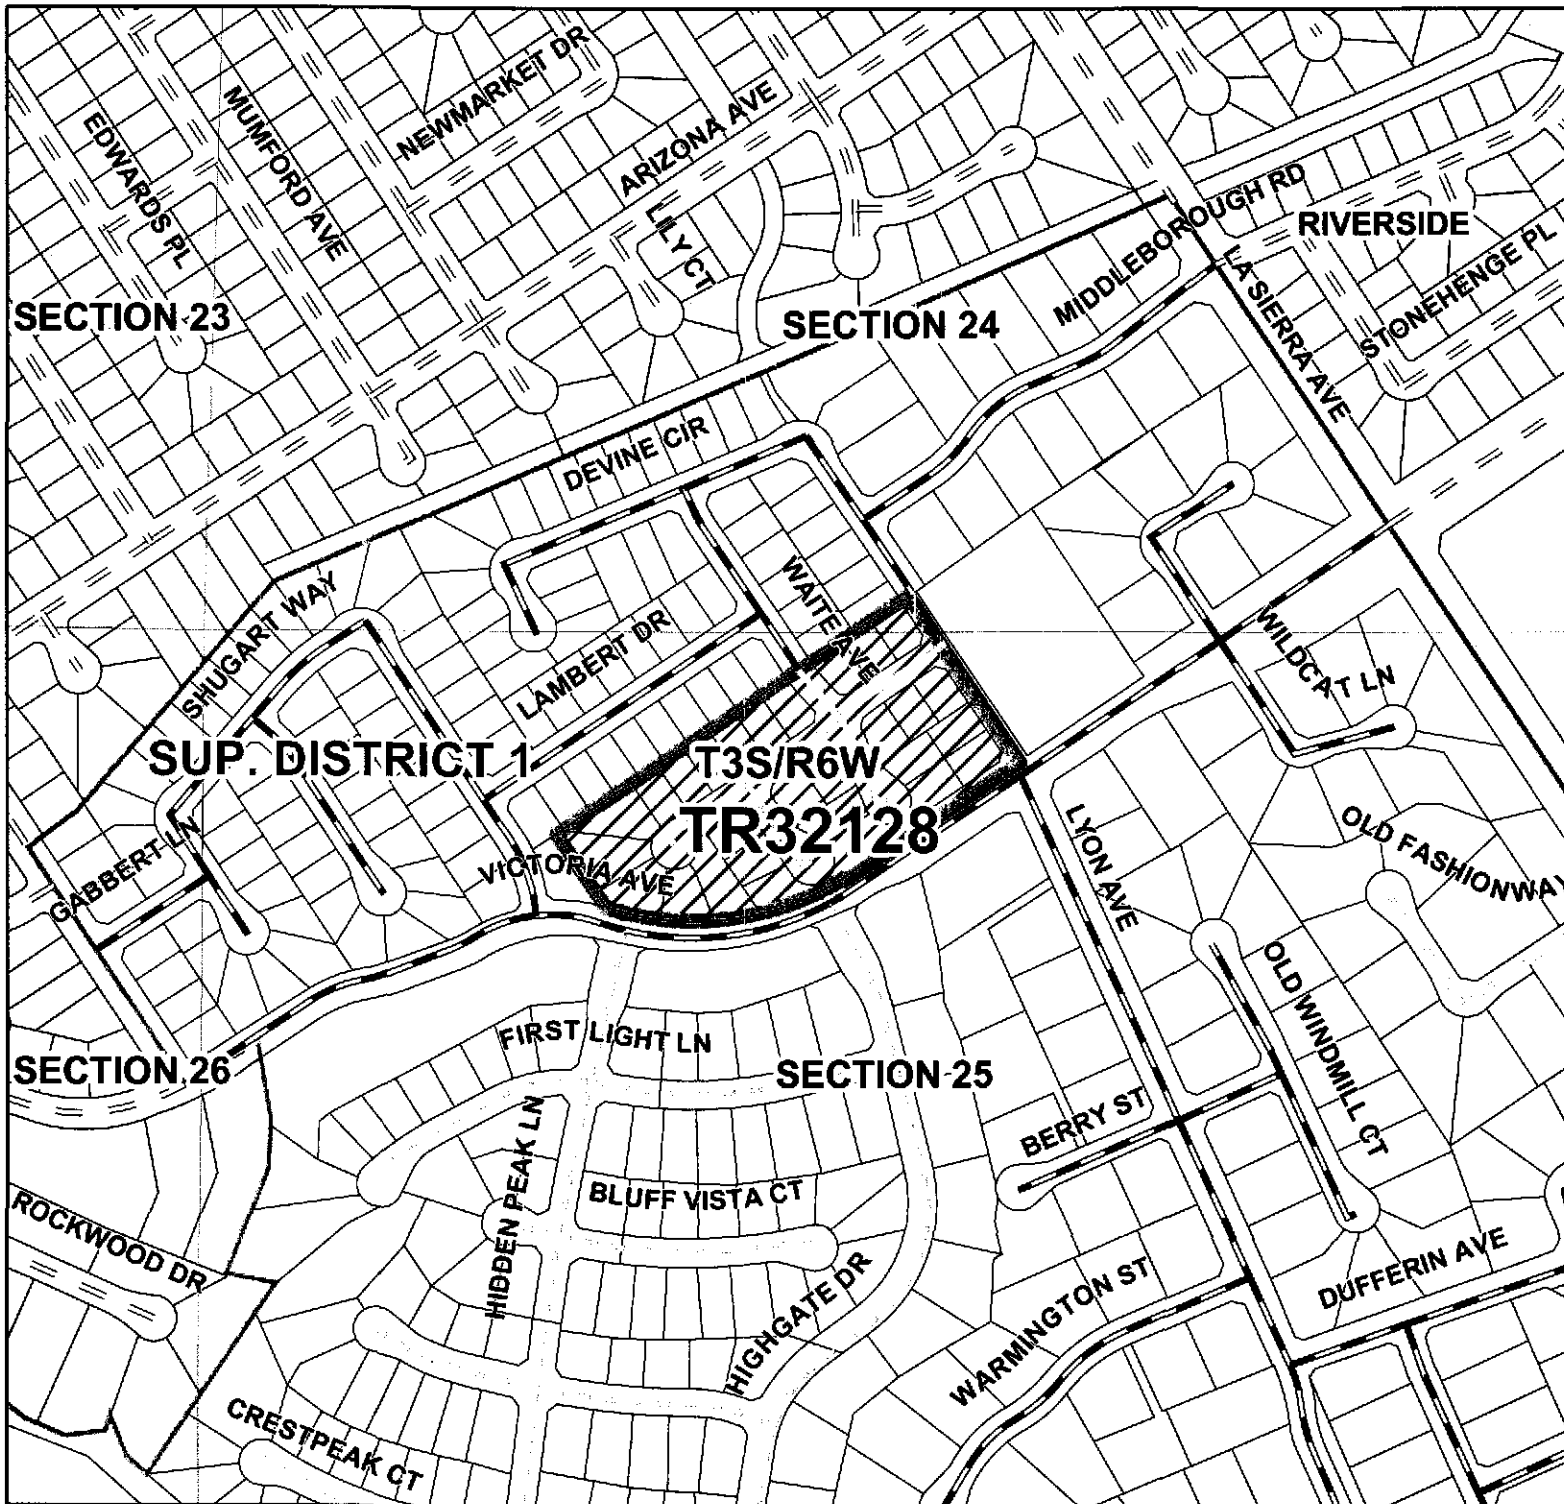 NEWMARKET DR
EDWARDS PL
MUMFORD AVE
ARIZONA AVE
LILY CT
MIDDLEBOROUGH RD
RIVERSIDE
LA SIERRA AVE
STONEHENGE PL
SECTION 23
SECTION 24
DEVINE CIR
SHUGART WAY
LAMBERT DR
WAITE AVE
WILDCAT LN
SUP. DISTRICT 1
T3S/R6W
TR32128
GABBERT LN
VICTORIA AVE
LYON AVE
OLD FASHIONWAY
OLD WINDMILL CT
FIRST LIGHT LN
SECTION 26
SECTION 25
BERRY ST
HIDDEN PEAK LN
BLUFF VISTA CT
ROCKWOOD DR
HIGHGATE DR
WARMINGTON ST
DUFFERIN AVE
CRESTPEAK CT